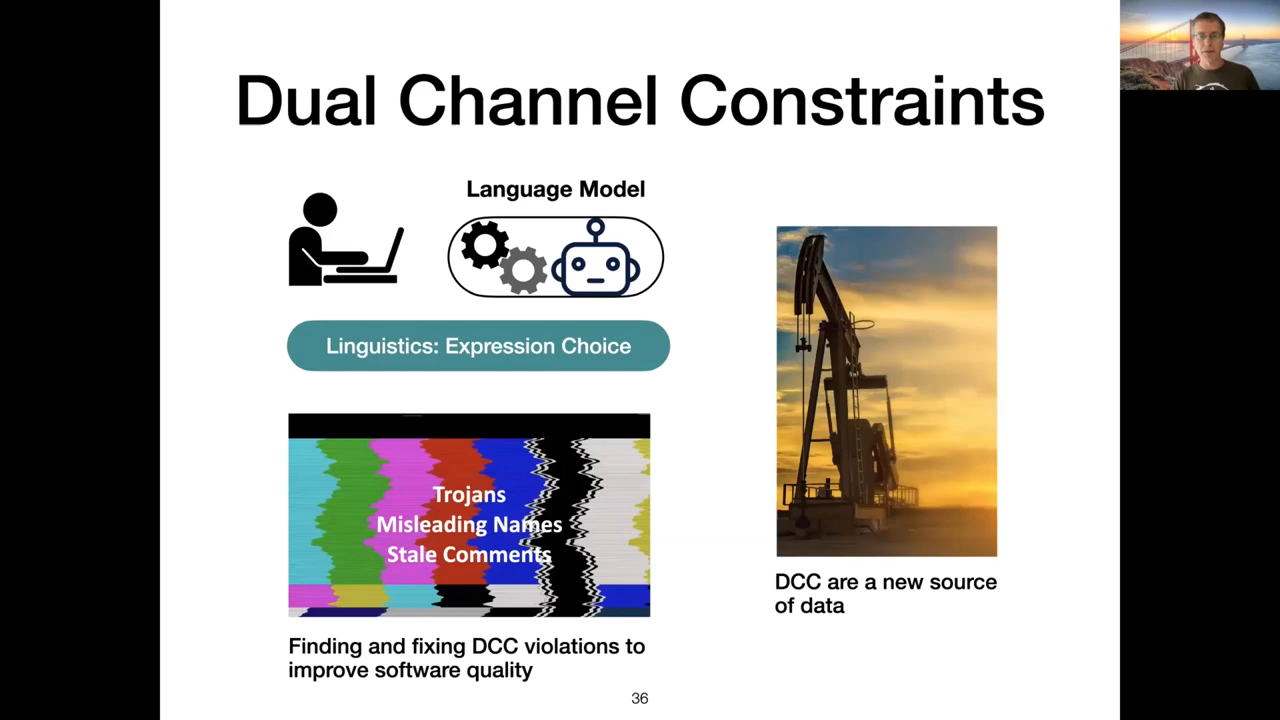 Dual Channel Constraints
Language Model
Linguistics: Expression Choice
Trojans
Misleading Names
Stale Comments
Finding and fixing DCC violations to
improve software quality
DCC are a new source
of data
36